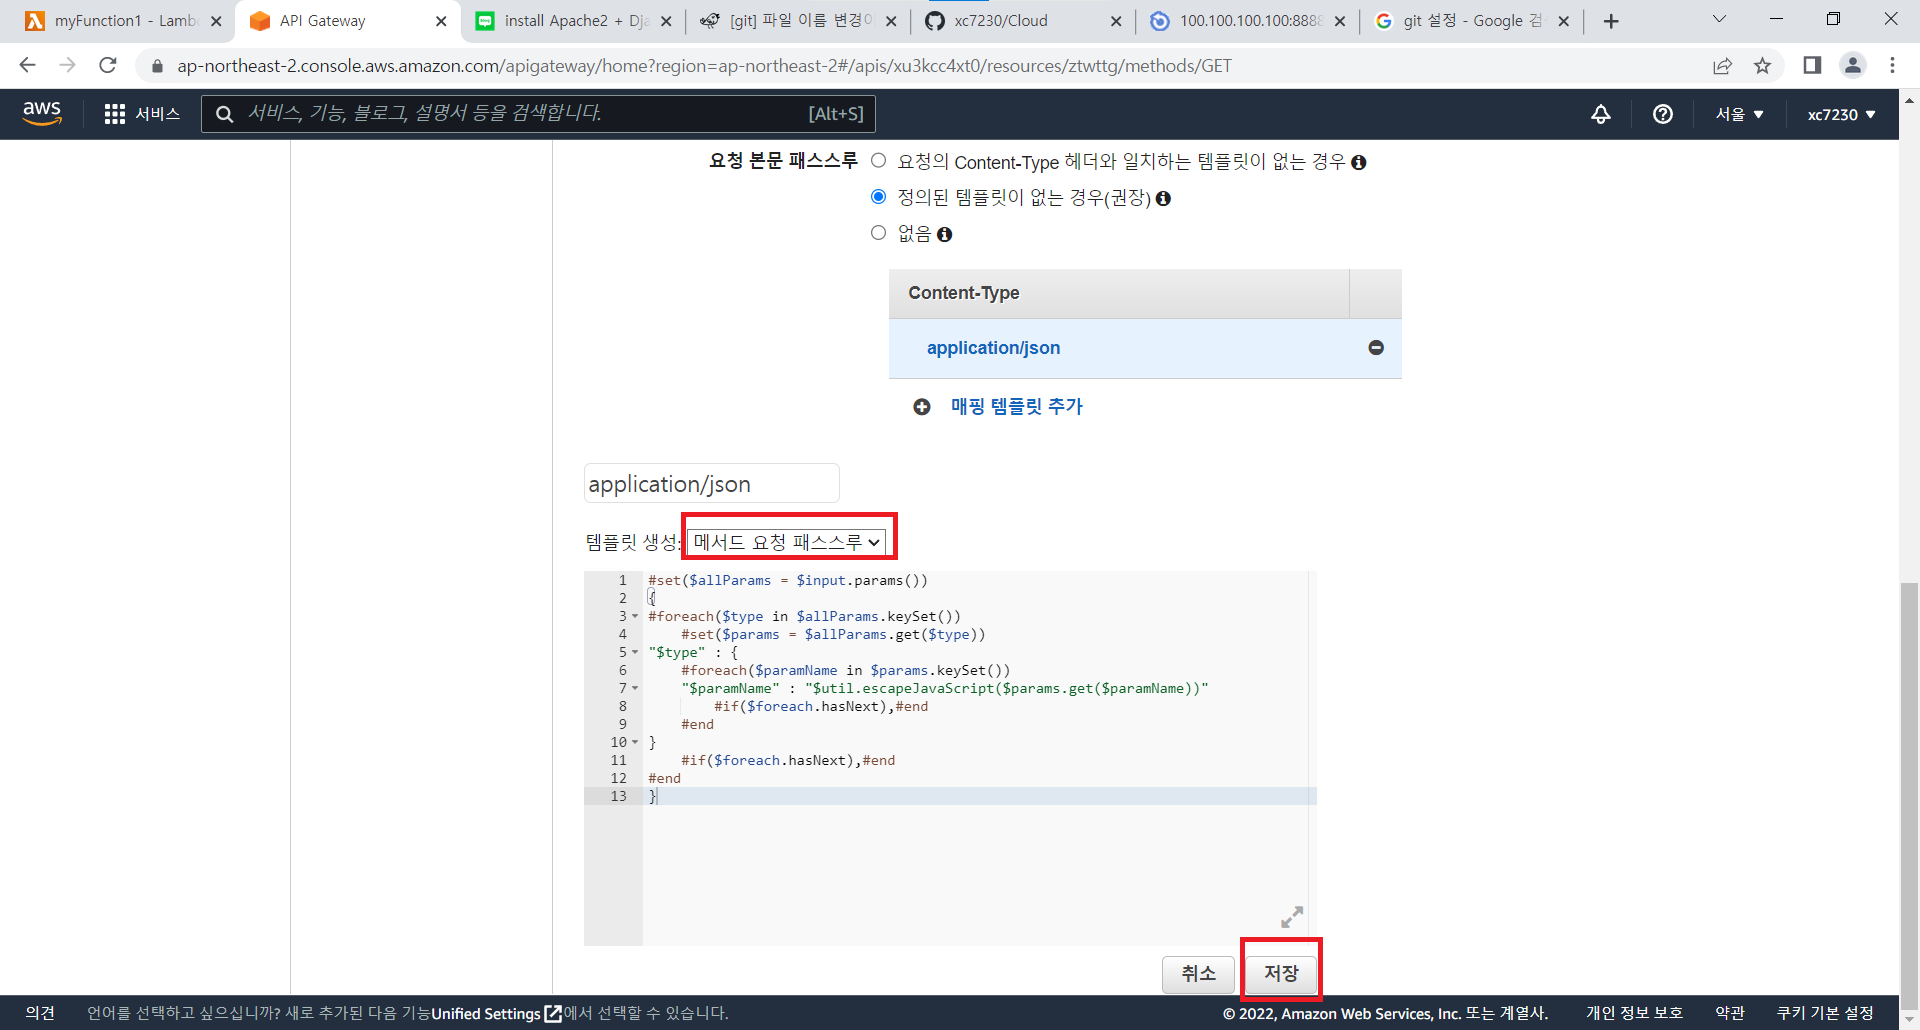 myFunction1 - Lamb
API Gateway
install Apache2 + Dja
[git] 파일 이름 변경이
xc7230/Cloud
100.100.100.100:8888
git 설정 - Google 검
ap-northeast-2.console.aws.amazon.com/apigateway/home?region=ap-northeast-2#/apis/xu3kcc4xt0/resources/ztwttg/methods/GET
aws
서비스
서비스, 기능, 블로그, 설명서 등을 검색합니다.
[Alt+S]
서울
xc7230
요청 본문 패스스루
요청의 Content-Type 헤더와 일치하는 템플릿이 없는 경우
정의된 템플릿이 없는 경우(권장)
없음
Content-Type
application/json
매핑 템플릿 추가
application/json
템플릿 생성: 메서드 요청 패스스루
1 #set($allParams = $input.params())
2 {
3 #foreach($type in $allParams.keySet())
4     #set($params = $allParams.get($type))
5 "$type" : {
6     #foreach($paramName in $params.keySet())
7     "$paramName" : "$util.escapeJavaScript($params.get($paramName))"
8         #if($foreach.hasNext),#end
9     #end
10 }
11     #if($foreach.hasNext),#end
12 #end
13 }
취소
저장
의견
언어를 선택하고 싶으십니까? 새로 추가된 다음 기능Unified Settings에서 선택할 수 있습니다.
© 2022, Amazon Web Services, Inc. 또는 계열사.
개인 정보 보호
약관
쿠키 기본 설정